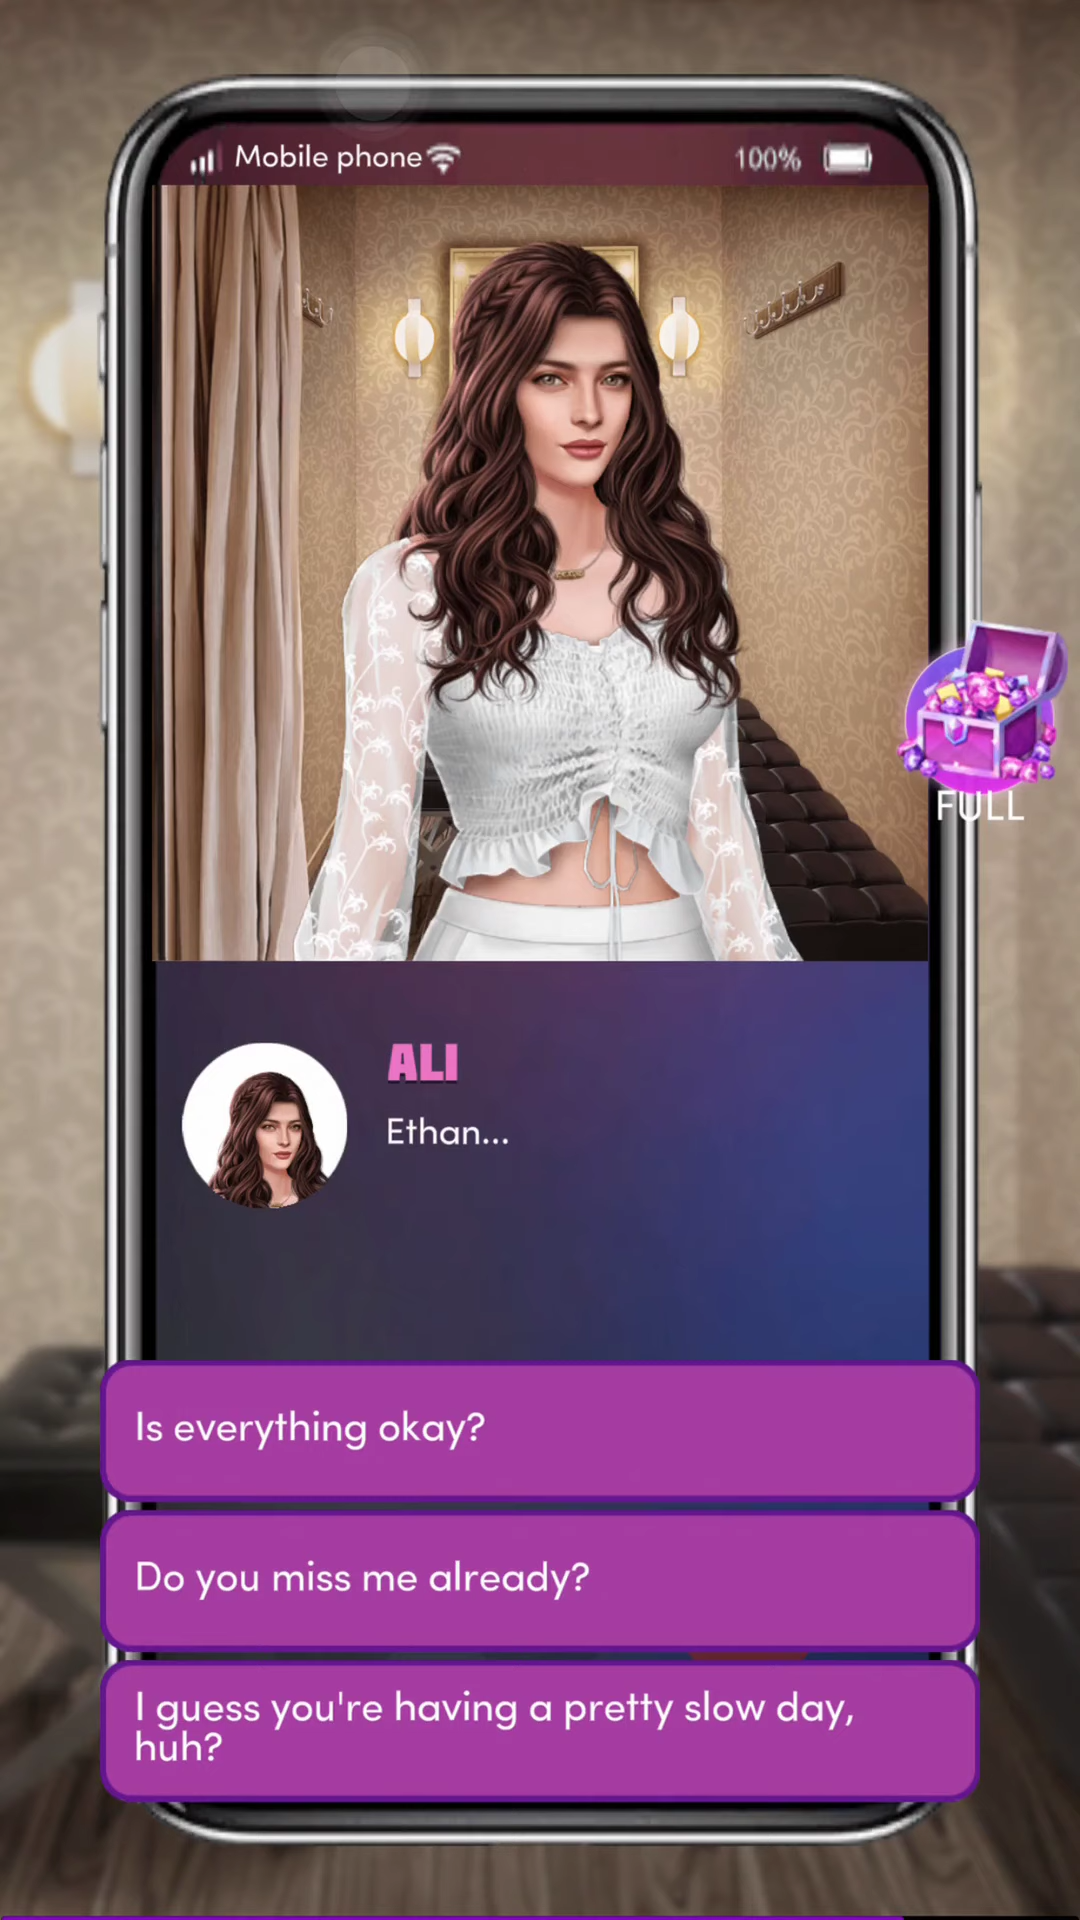 Mobile phone
100%
FULL
ALI
Ethan...
Is everything okay?
Do you miss me already?
I guess you're having a pretty slow day,
huh?